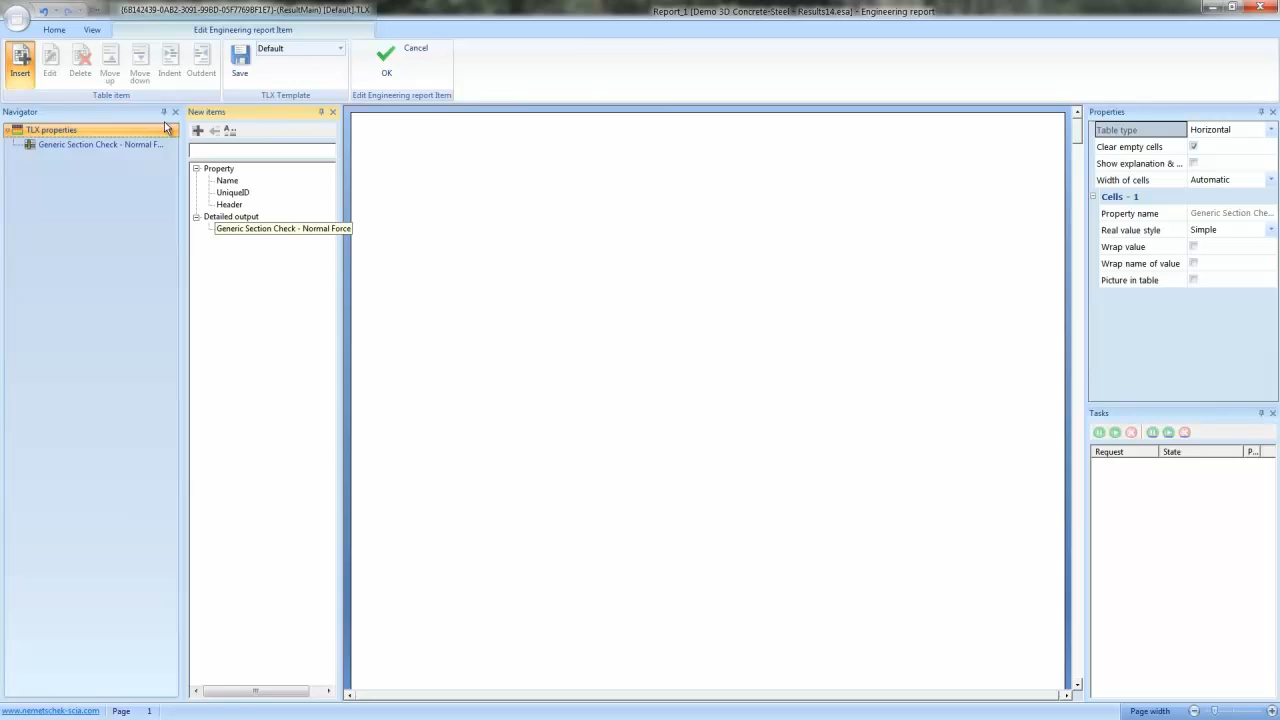 {6B142439-0AB2-3091-99BD-05F7769BF1E7}-(ResultMain) [Default].TLX
Report_1 [Demo 3D Concrete-Steel - Results14.esa] - Engineering report
Home
View
Edit Engineering report Item
Insert
Edit
Delete
Move up
Move down
Indent
Outdent
Save
Default
OK
Cancel
Table item
TLX Template
Edit Engineering report Item
Navigator
TLX properties
Generic Section Check - Normal F...
New items
Property
Name
UniqueID
Header
Detailed output
Generic Section Check - Normal Force
Properties
Table type Horizontal
Clear empty cells
Show explanation & ...
Width of cells Automatic
Cells - 1
Property name Generic Section Che...
Real value style Simple
Wrap value
Wrap name of value
Picture in table
Tasks
Request State P...
www.nemetschek-scia.com
Page 1
Page width